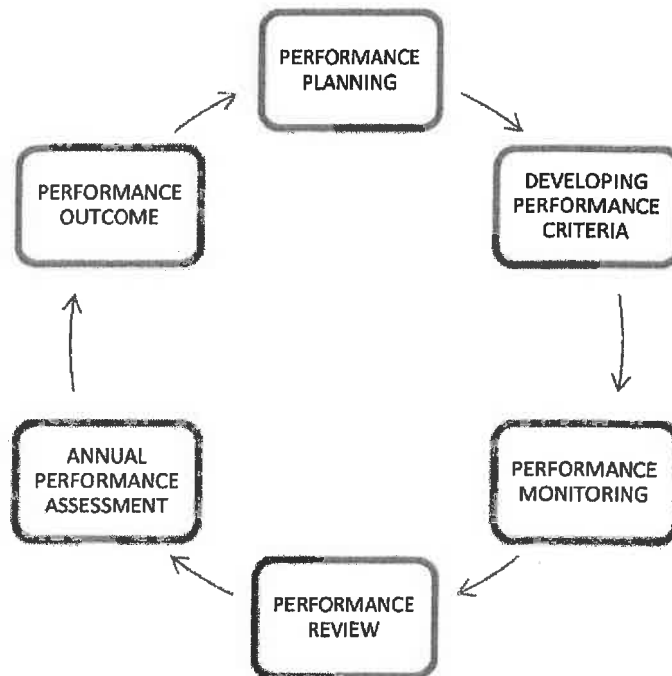 PERFORMANCE
PLANNING
DEVELOPING
PERFORMANCE
CRITERIA
PERFORMANCE
MONITORING
PERFORMANCE
REVIEW
ANNUAL
PERFORMANCE
ASSESSMENT
PERFORMANCE
OUTCOME